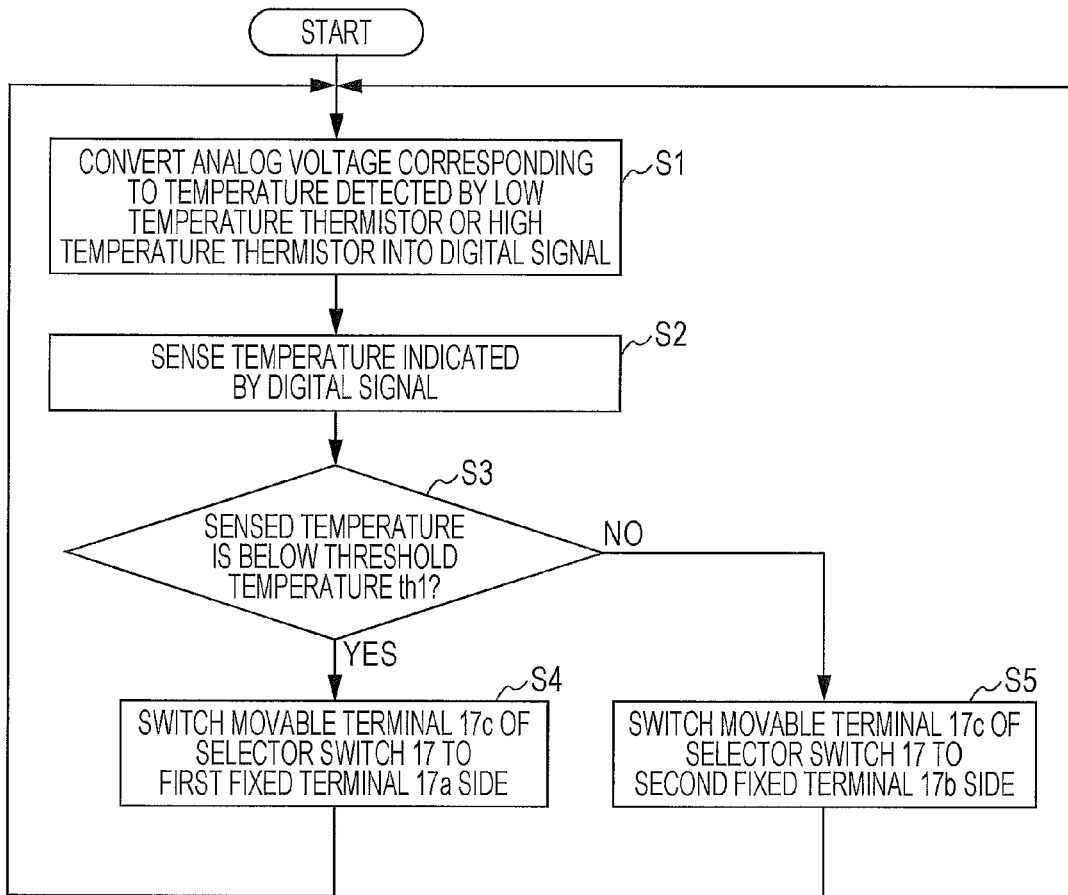 START
CONVERT ANALOG VOLTAGE CORRESPONDING
TO TEMPERATURE DETECTED BY LOW
TEMPERATURE THERMISTOR OR HIGH
TEMPERATURE THERMISTOR INTO DIGITAL SIGNAL
S1
SENSE TEMPERATURE INDICATED
BY DIGITAL SIGNAL
S2
S3
SENSED TEMPERATURE
IS BELOW THRESHOLD
TEMPERATURE th1?
NO
YES
S4
SWITCH MOVABLE TERMINAL 17c OF
SELECTOR SWITCH 17 TO
FIRST FIXED TERMINAL 17a SIDE
S5
SWITCH MOVABLE TERMINAL 17c OF
SELECTOR SWITCH 17 TO
SECOND FIXED TERMINAL 17b SIDE